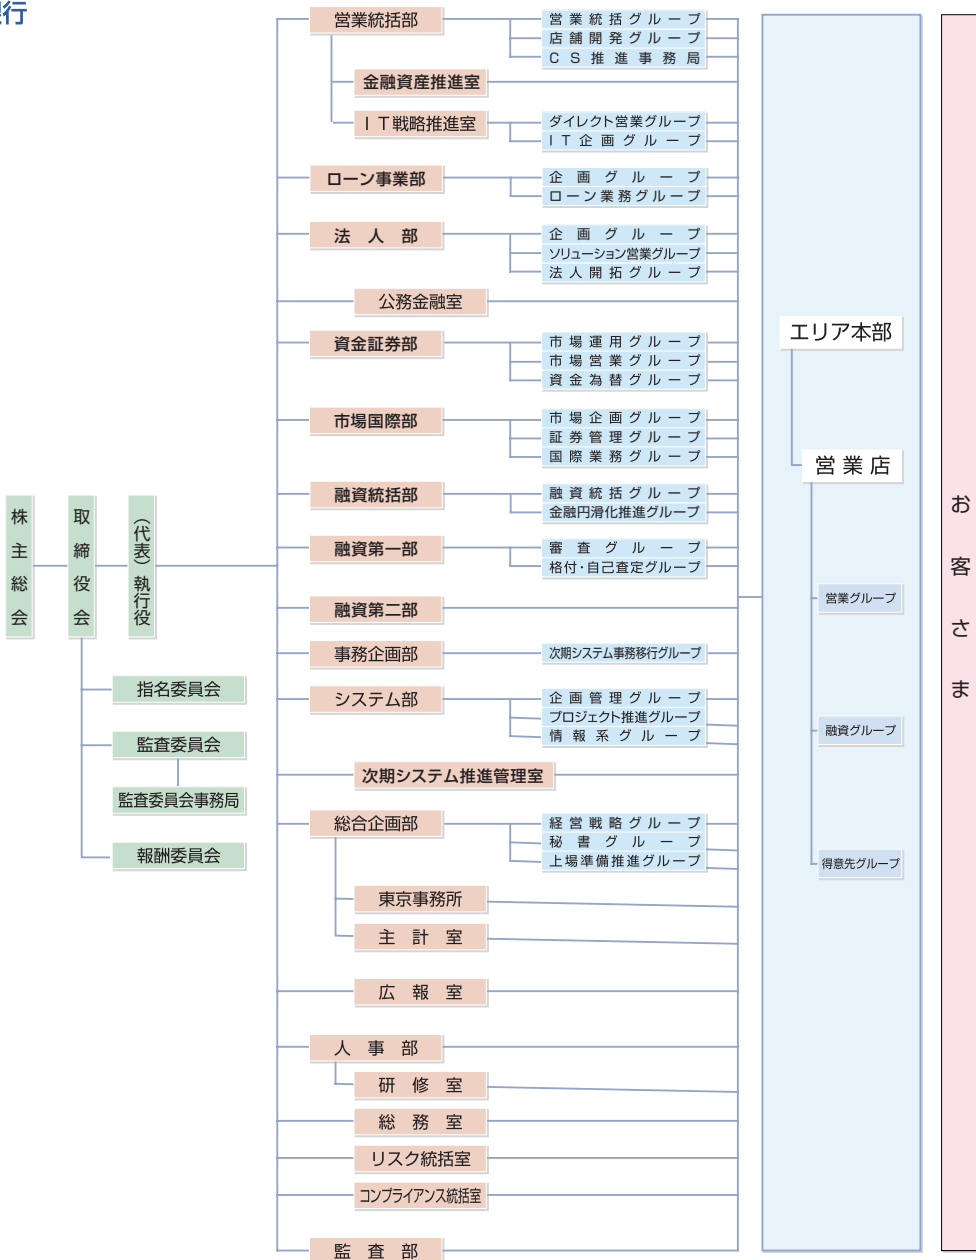 銀行
株主総会
取締役会
(代表)執行役
指名委員会
監査委員会
監査委員会事務局
報酬委員会
営業統括部
営業統括グループ
店舗開発グループ
CS推進事務局
金融資産推進室
IT戦略推進室
ダイレクト営業グループ
IT企画グループ
ローン事業部
企画グループ
ローン業務グループ
法人部
企画グループ
ソリューション営業グループ
法人開拓グループ
公務金融室
資金証券部
市場運用グループ
市場営業グループ
資金為替グループ
市場国際部
市場企画グループ
証券管理グループ
国際業務グループ
融資統括部
融資統括グループ
金融円滑化推進グループ
融資第一部
審査グループ
格付・自己査定グループ
融資第二部
事務企画部
次期システム事務移行グループ
システム部
企画管理グループ
プロジェクト推進グループ
情報系グループ
次期システム推進管理室
総合企画部
経営戦略グループ
秘書グループ
上場準備推進グループ
東京事務所
主計室
広報室
人事部
研修室
総務室
リスク統括室
コンプライアンス統括室
監査部
エリア本部
営業店
営業グループ
融資グループ
得意先グループ
お客さま